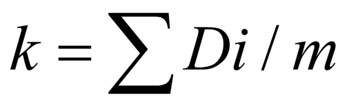 k = ∑ Di / m